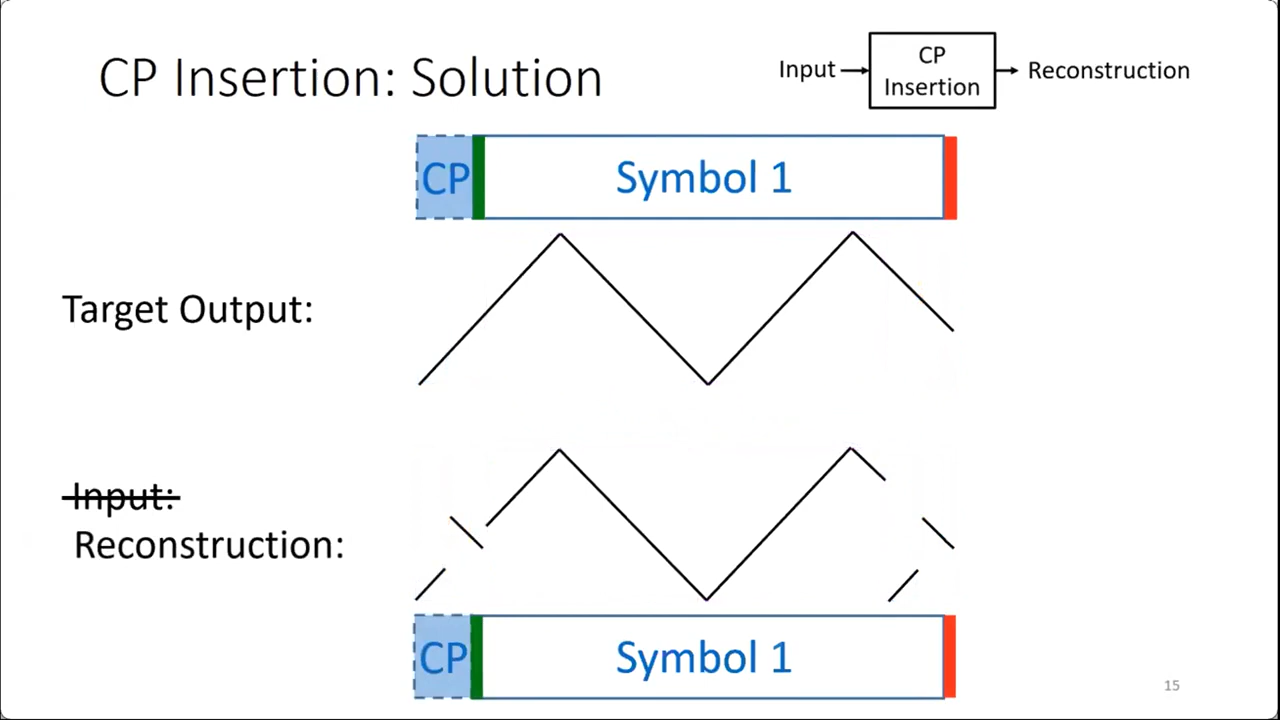 CP Insertion: Solution
Input
CP
Insertion
Reconstruction
CP
Symbol 1
Target Output:
Input:
Reconstruction:
CP
Symbol 1
15